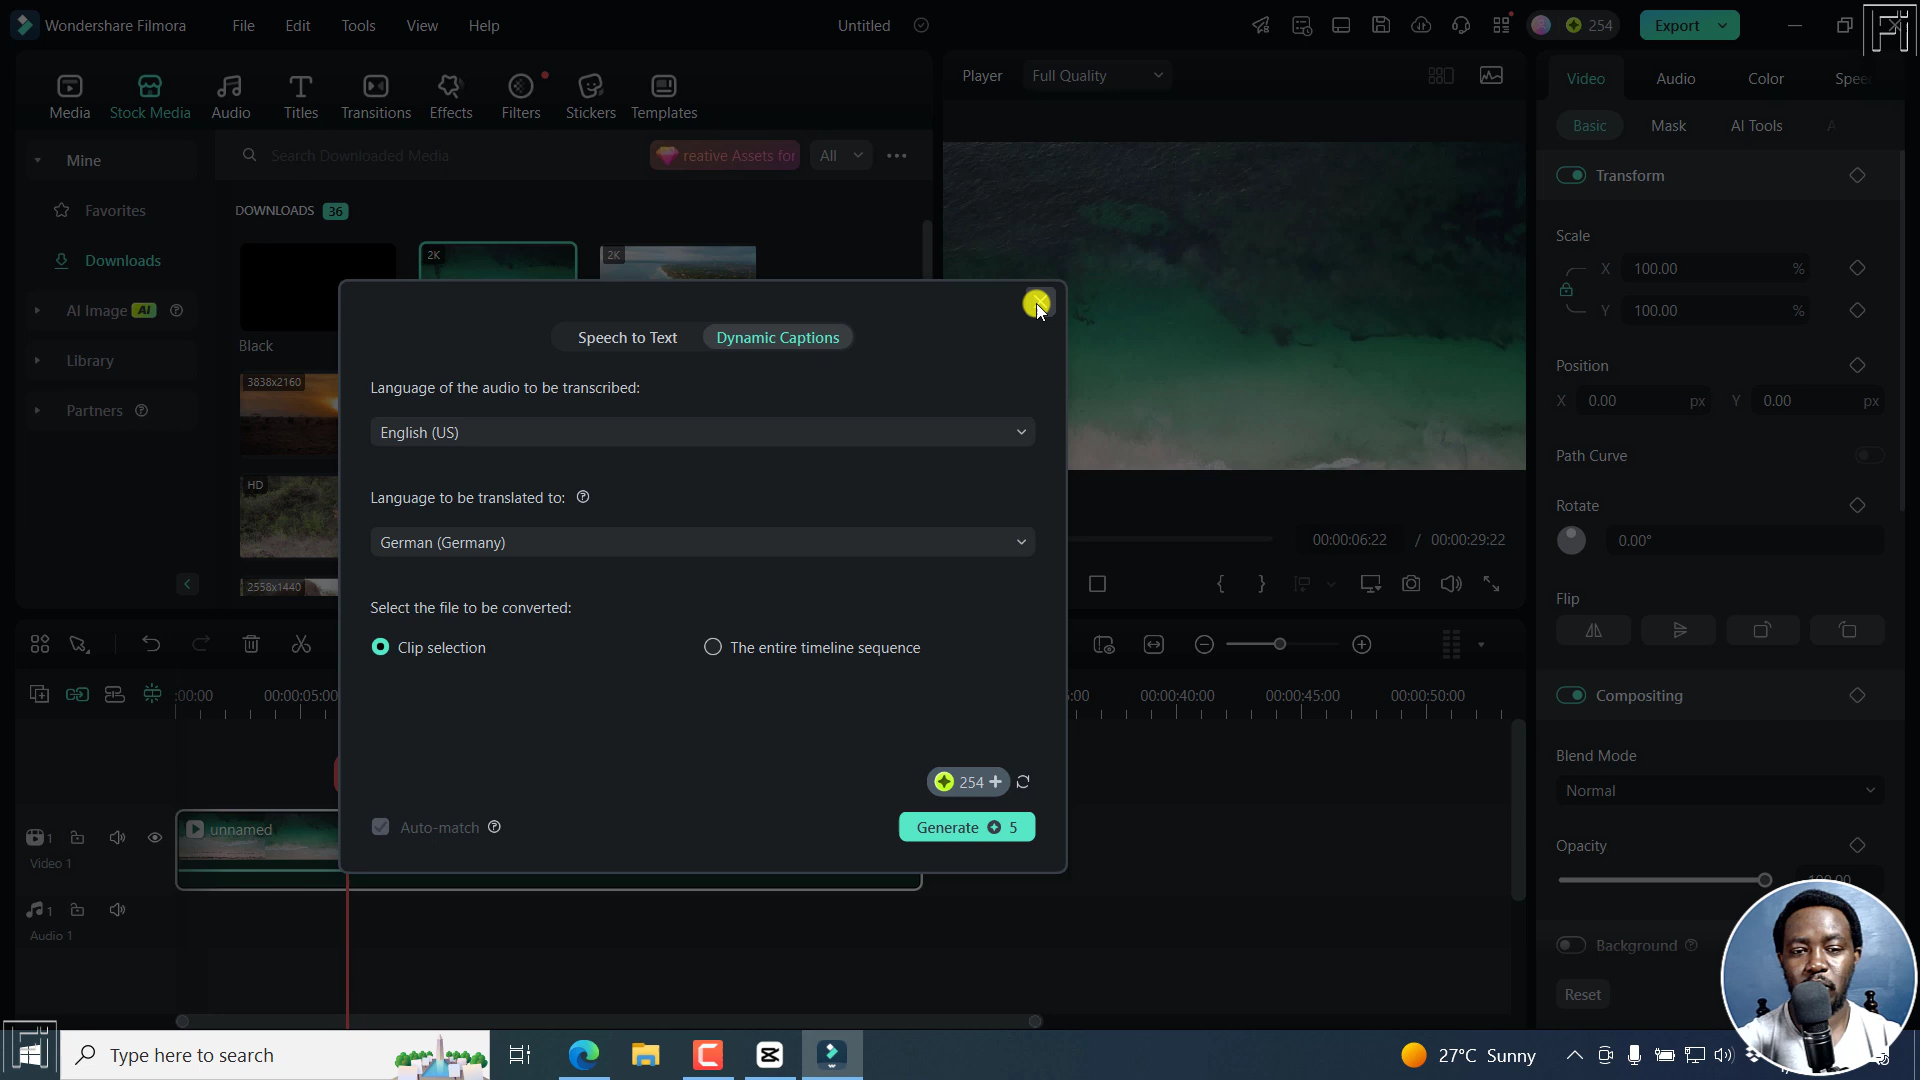 Wondershare Filmora
File
Edit
Tools
View
Help
Untitled
254
Export
Media
Stock Media
Audio
Titles
Transitions
Effects
Filters
Stickers
Templates
Player
Full Quality
Video
Audio
Color
Basic
Mask
AI Tools
Mine
Search Downloaded Media
reative Assets for
All
Favorites
DOWNLOADS 36
Downloads
2K
2K
AI Image AI
Black
Library
3838x2160
Partners
HD
2558x1440
Transform
Scale
X 100.00 %
Y 100.00 %
Position
X 0.00 px Y 0.00 px
Path Curve
Rotate
0.00°
Flip
00:00:06:22 / 00:00:29:22
Speech to Text
Dynamic Captions
Language of the audio to be transcribed:
English (US)
Language to be translated to:
German (Germany)
Select the file to be converted:
Clip selection
The entire timeline sequence
254
Auto-match
Generate 5
:00:00
00:00:05:00
:00
00:00:40:00
00:00:45:00
00:00:50:00
Compositing
Blend Mode
Normal
Opacity
Background
Reset
1
Video 1
unnamed
1
Audio 1
Type here to search
27°C Sunny